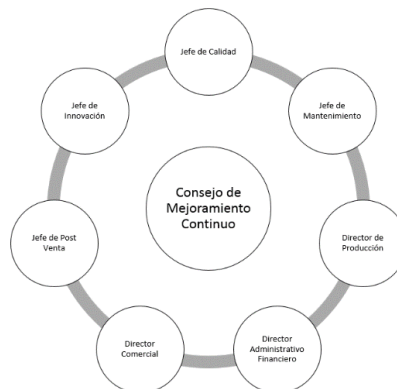 Jefe de Calidad
Jefe de
Innovación
Jefe de
Mantenimiento
Consejo de
Mejoramiento
Continuo
Jefe de Post
Venta
Director de
Producción
Director
Comercial
Director
Administrativo
Financiero